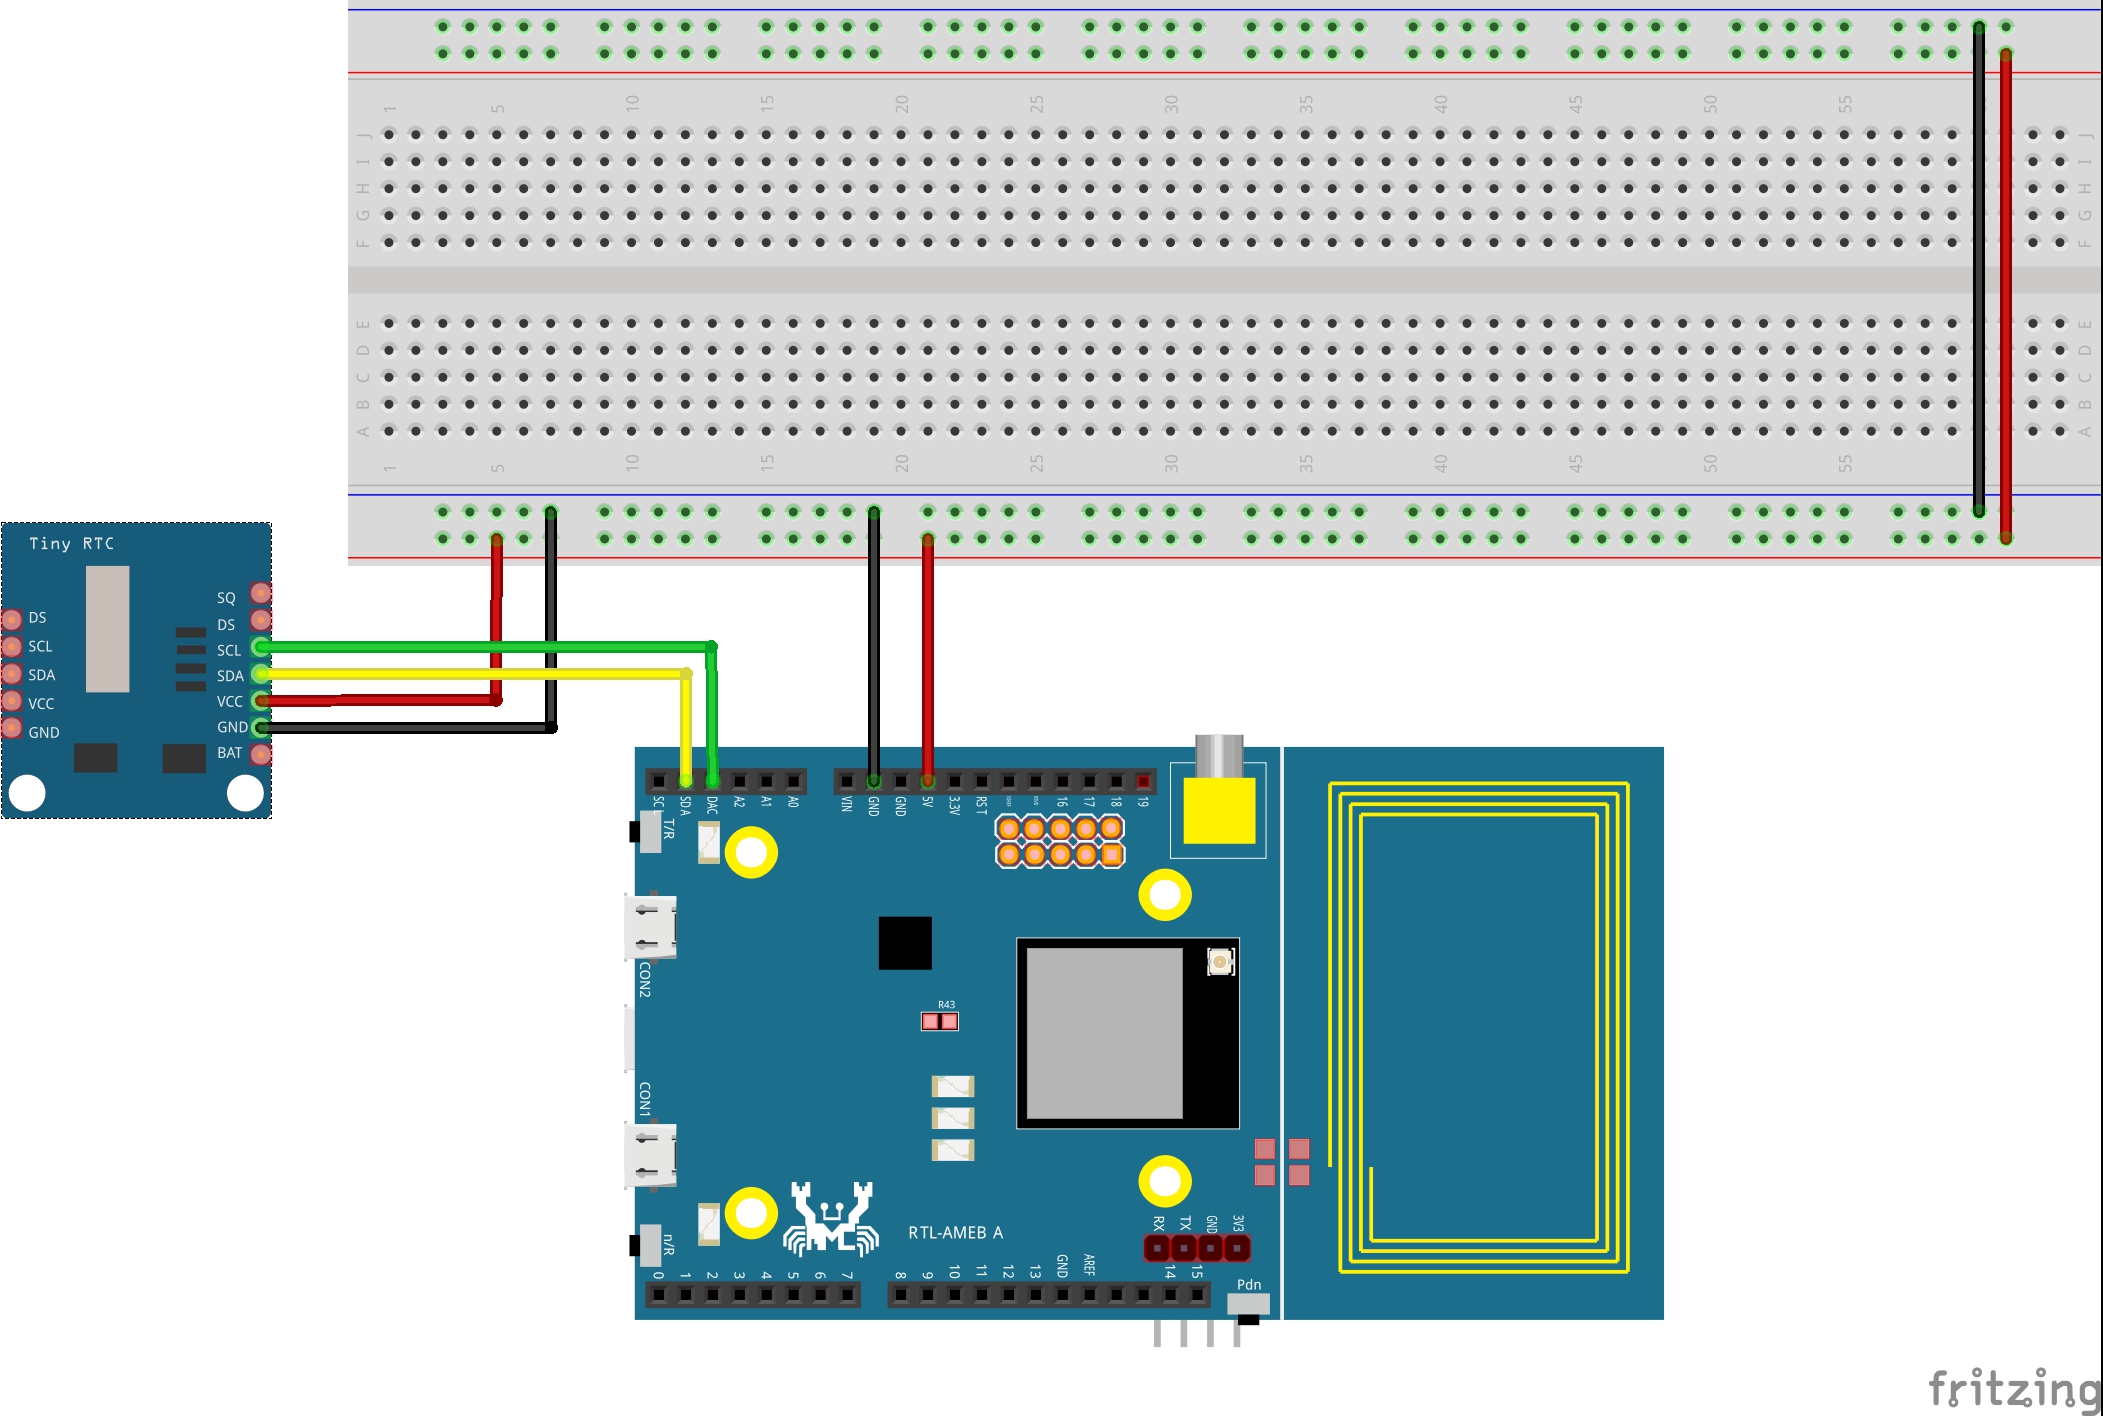 1 5 10 15 20 25 30 35 40 45 50 55
J J
I I
H H
G G
F F
E E
D D
C C
B B
A A
1 5 10 15 20 25 30 35 40 45 50 55
Tiny RTC
SQ
DS DS
SCL SCL
SDA SDA
VCC VCC
GND GND
BAT
SC SDA DAC A2 A1 A0 VIN GND GND 5V 3.3V RST 16 17 18 19
T/R
CON2
R43
CON1
RTL-AMEB A
RX TX GND 3V3
n/R
0 1 2 3 4 5 6 7 8 9 10 11 12 13 GND AREF 14 15
Pdn
fritzing